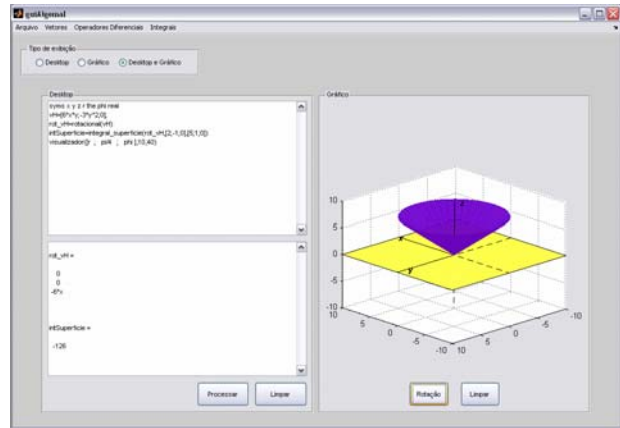 guiAlgemal
Arquivo Vetores Operadores Diferenciais Integrais
Tipo de exibição
Desktop Gráfico Desktop e Gráfico
Desktop
syms x y z r the phi real
vH=[6*x*y;-3*y^2;0];
rot_vH=rotacional(vH)
intSuperficie=integral_superficie(rot_vH,[2,-1,0],[5,1,0])
visualizador([r ; pi/4 ; phi ],10,40)
rot_vH =
0
0
-6*x
intSuperficie =
-126
Processar Limpar
Gráfico
10
5
0
-5
-10
z
x
y
10 5 0 -5 -10
10 5 0 -5 -10
Rotação Limpar